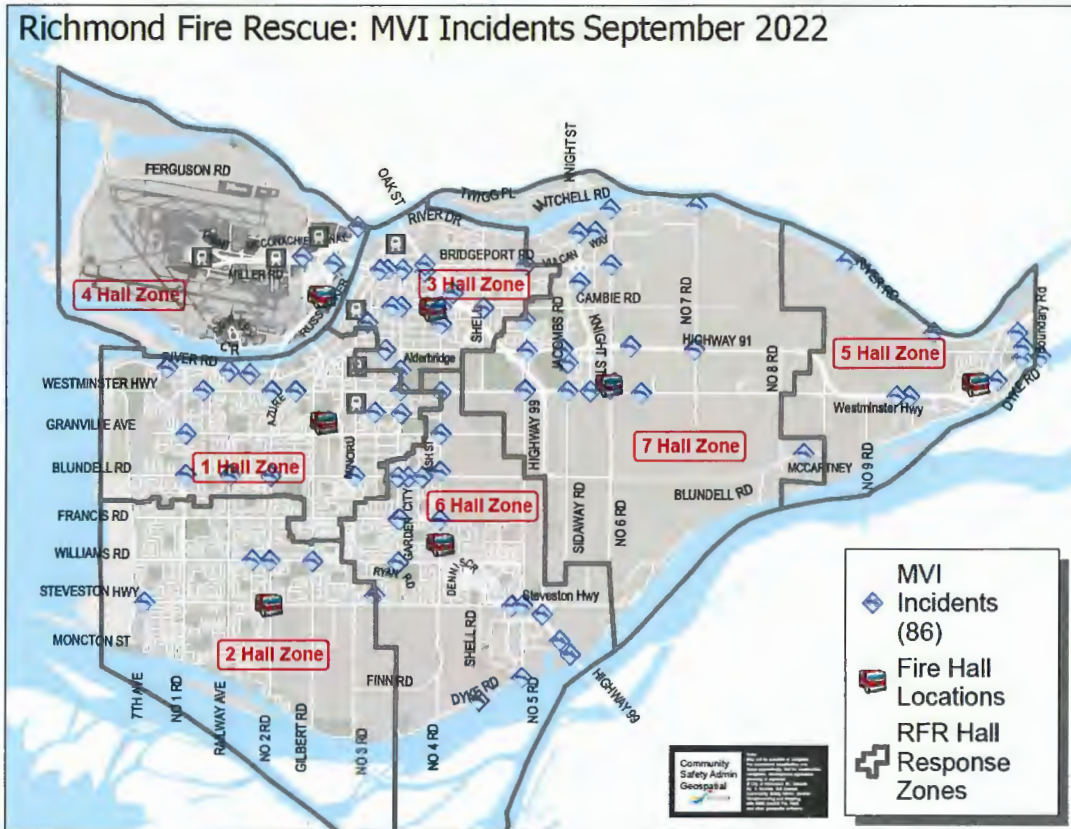 Richmond Fire Rescue: MVI Incidents September 2022
KNIGHT ST
OAK ST
FERGUSON RD
TWIGG PL
MITCHELL RD
RIVER DR
BRIDGEPORT RD
VULCAN WAY
MILLER RD
RIVER RD
4 Hall Zone
3 Hall Zone
CAMBIE RD
NO 7 RD
SHELL
JACOMBS RD
KNIGHT ST
HIGHWAY 91
Boundary Rd
Alderbridge
RIVER RD
NO 8 RD
5 Hall Zone
WESTMINSTER HWY
AZURE
DYKE RD
Westminster Hwy
GRANVILLE AVE
MINORU
HIGHWAY 99
7 Hall Zone
NO 9 RD
BLUNDELL RD
1 Hall Zone
ASH ST
MCCARTNEY
BLUNDELL RD
FRANCIS RD
GARDEN CITY RD
6 Hall Zone
SIDAWAY RD
NO 6 RD
WILLIAMS RD
RYAN
DENNIS CR
STEVESTON HWY
Steveston Hwy
MONCTON ST
2 Hall Zone
SHELL RD
FINN RD
DYKE RD
NO 5 RD
HIGHWAY 99
7TH AVE
NO 1 RD
RAILWAY AVE
NO 2 RD
GILBERT RD
NO 3 RD
NO 4 RD
Community
Safety Admin
Geospatial
MVI
Incidents
(86)
Fire Hall
Locations
RFR Hall
Response
Zones